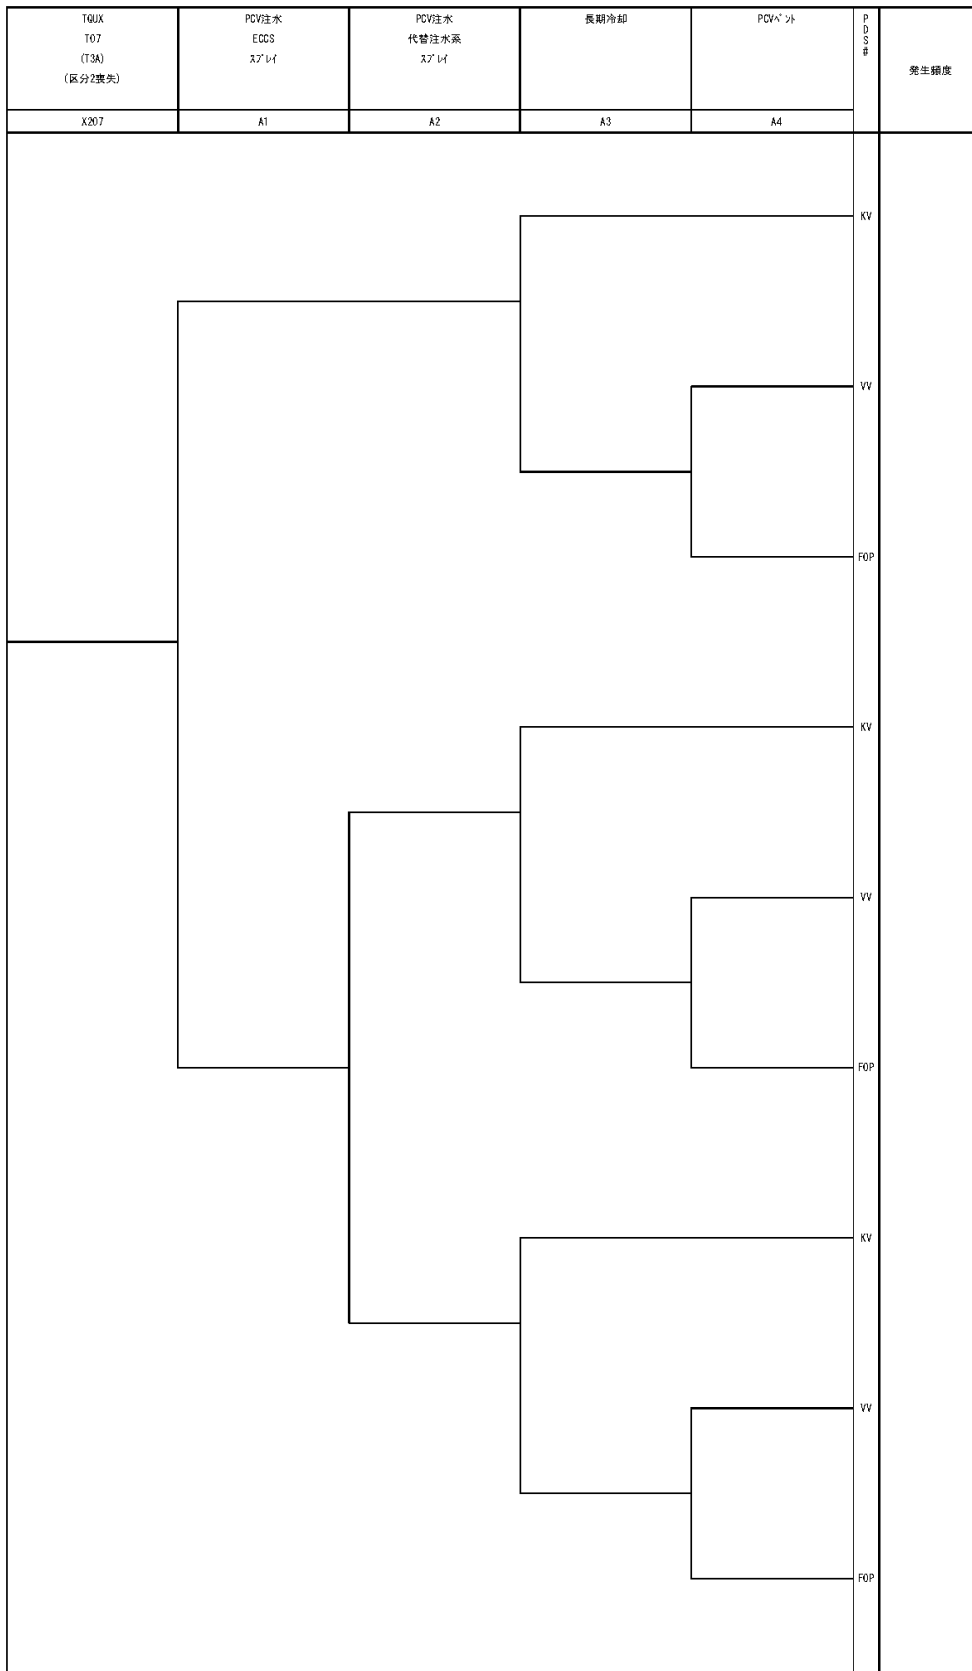 TQUX
T07
(T3A)
(区分2喪失)
PCV注水
ECCS
スプレイ
PCV注水
代替注水系
スプレイ
長期冷却
PCVベント
PDS#
発生頻度
X207
A1
A2
A3
A4
KV
VV
FOP
KV
VV
FOP
KV
VV
FOP